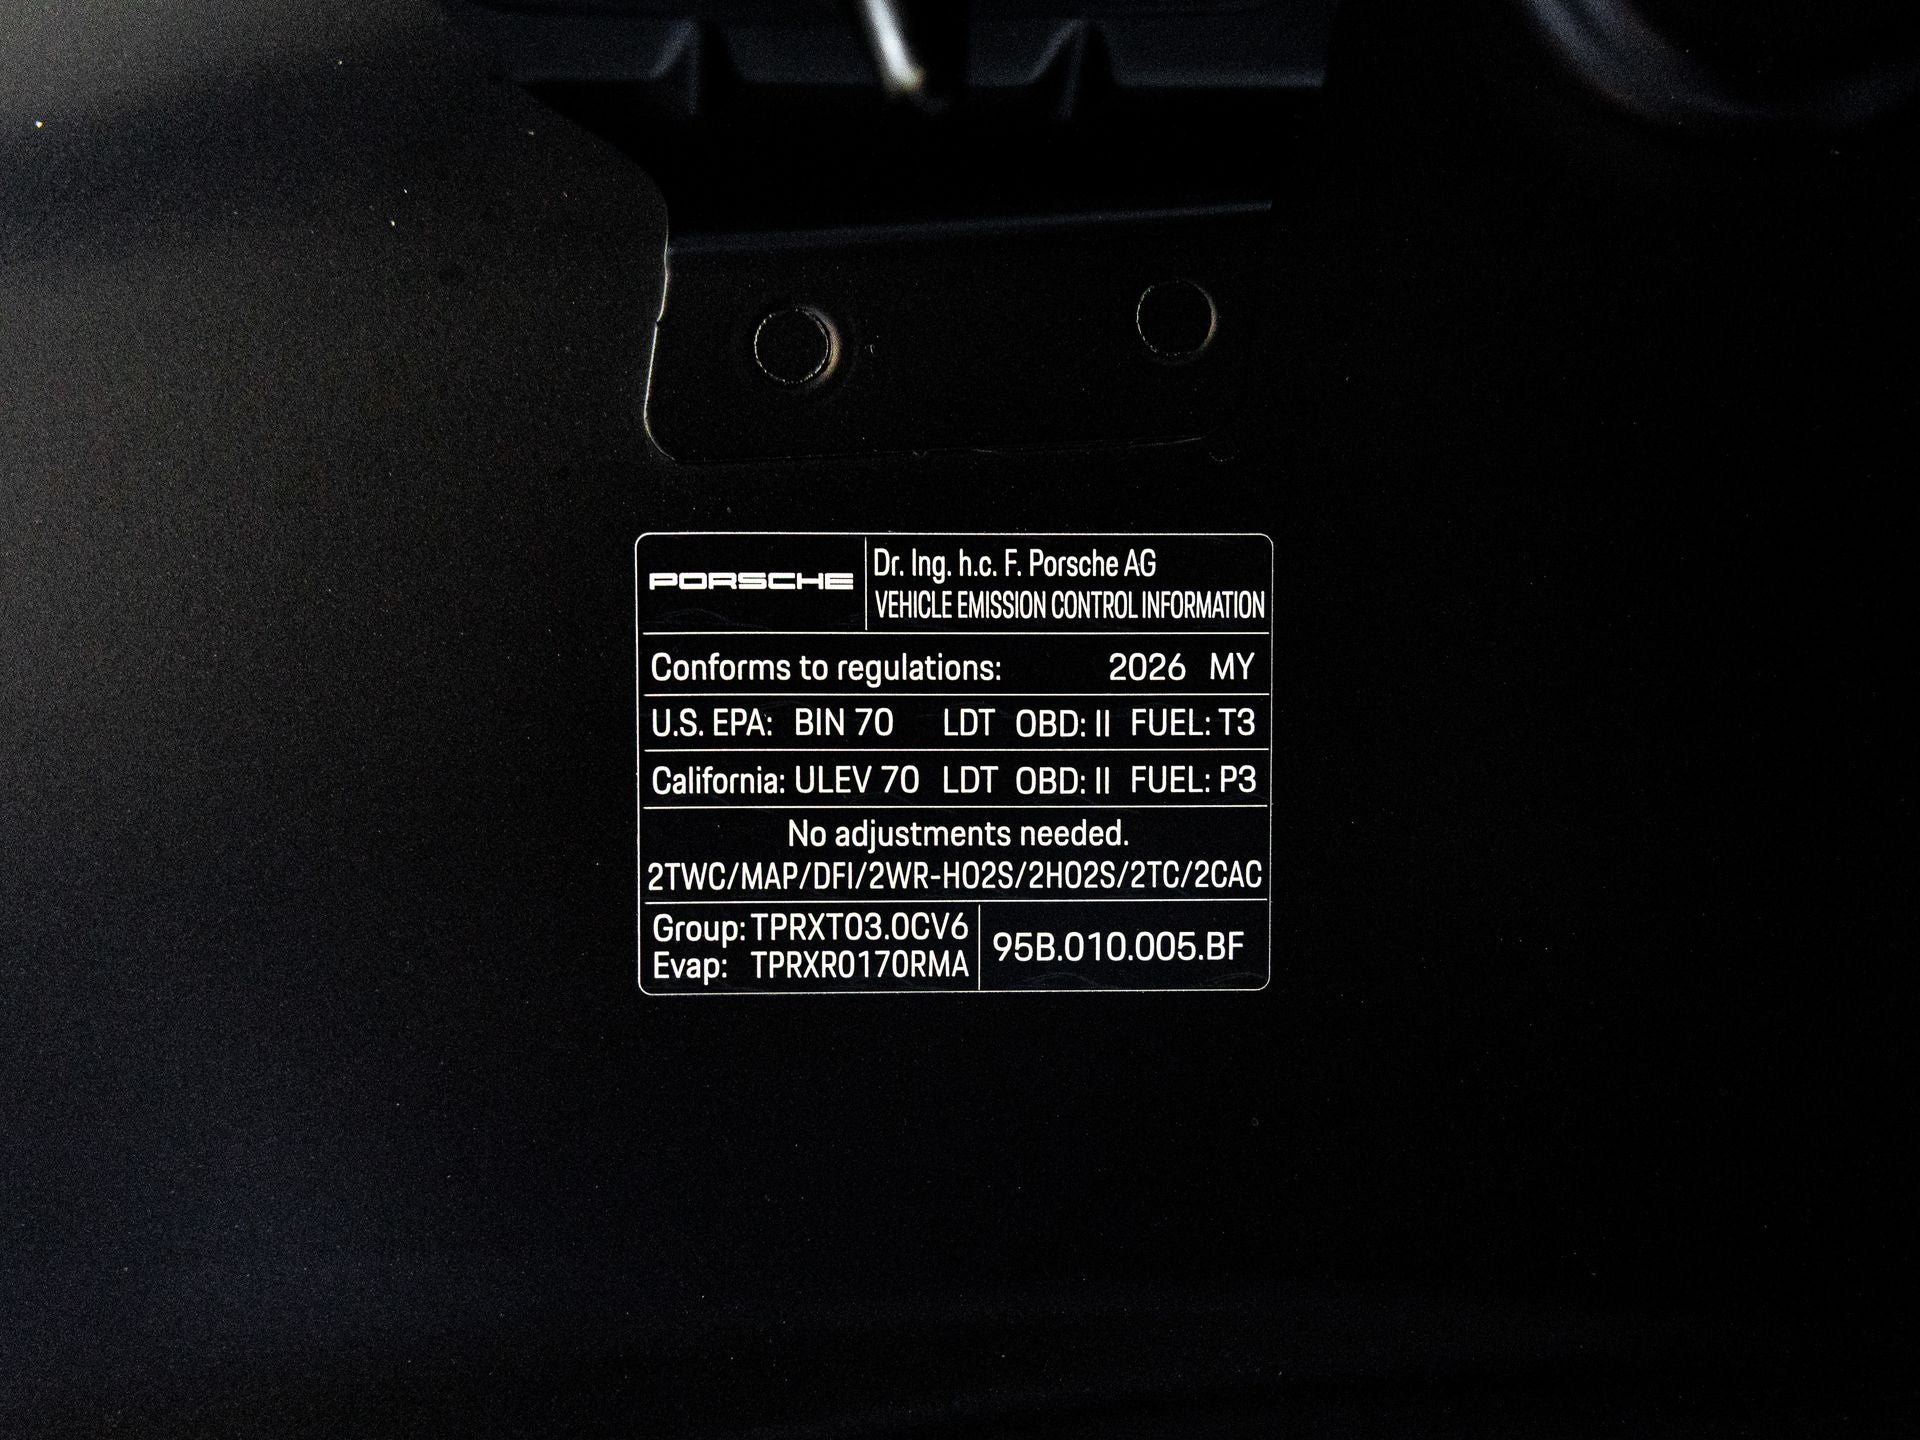 PORSCHE
Dr. Ing. h.c. F. Porsche AG
VEHICLE EMISSION CONTROL INFORMATION
Conforms to regulations: 2026 MY
U.S. EPA: BIN 70 LDT OBD: II FUEL: T3
California: ULEV 70 LDT OBD: II FUEL: P3
No adjustments needed.
2TWC/MAP/DFI/2WR-HO2S/2HO2S/2TC/2CAC
Group: TPRXT03.0CV6
Evap: TPRXR0170RMA
95B.010.005.BF